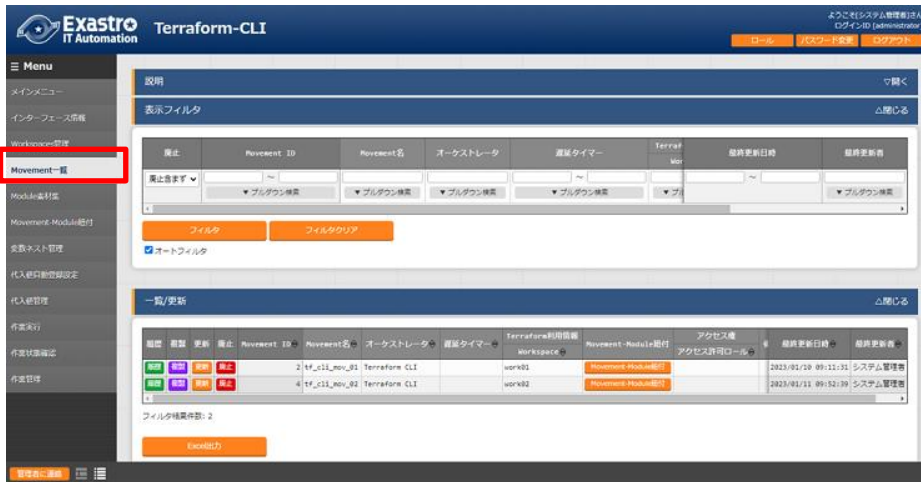 Exastro
IT Automation
Terraform-CLI
ようこそ[システム管理者]さん
ログインID [administrator]
ロール パスワード変更 ログアウト
Menu
メインメニュー
インターフェース情報
Workspaces管理
Movement一覧
Module素材集
Movement-Module紐付
変数ネスト管理
代入値自動登録設定
代入値管理
作業実行
作業状態確認
作業管理
説明 ▽開く
表示フィルタ △閉じる
廃止 Movement ID Movement名 オーケストレータ 遅延タイマー Terraf 最終更新日時 最終更新者
Wor
廃止含まず ~ ~ ~
▼プルダウン検索 ▼プルダウン検索 ▼プルダウン検索 ▼プルダウン検索 ▼プル ▼プルダウン検索
フィルタ フィルタクリア
オートフィルタ
一覧/更新 △閉じる
履歴 複製 更新 廃止 Movement ID Movement名 オーケストレータ 遅延タイマー Terraform利用情報 Movement-Module紐付 アクセス権 最終更新日時 最終更新者
Workspace アクセス許可ロール
履歴 複製 更新 廃止 2 tf_cli_mov_01 Terraform CLI work01 Movement-Module紐付 2023/01/10 09:11:31 システム管理者
履歴 複製 更新 廃止 4 tf_cli_mov_02 Terraform CLI work02 Movement-Module紐付 2023/01/11 09:52:39 システム管理者
フィルタ結果件数: 2
Excel出力
管理者に連絡